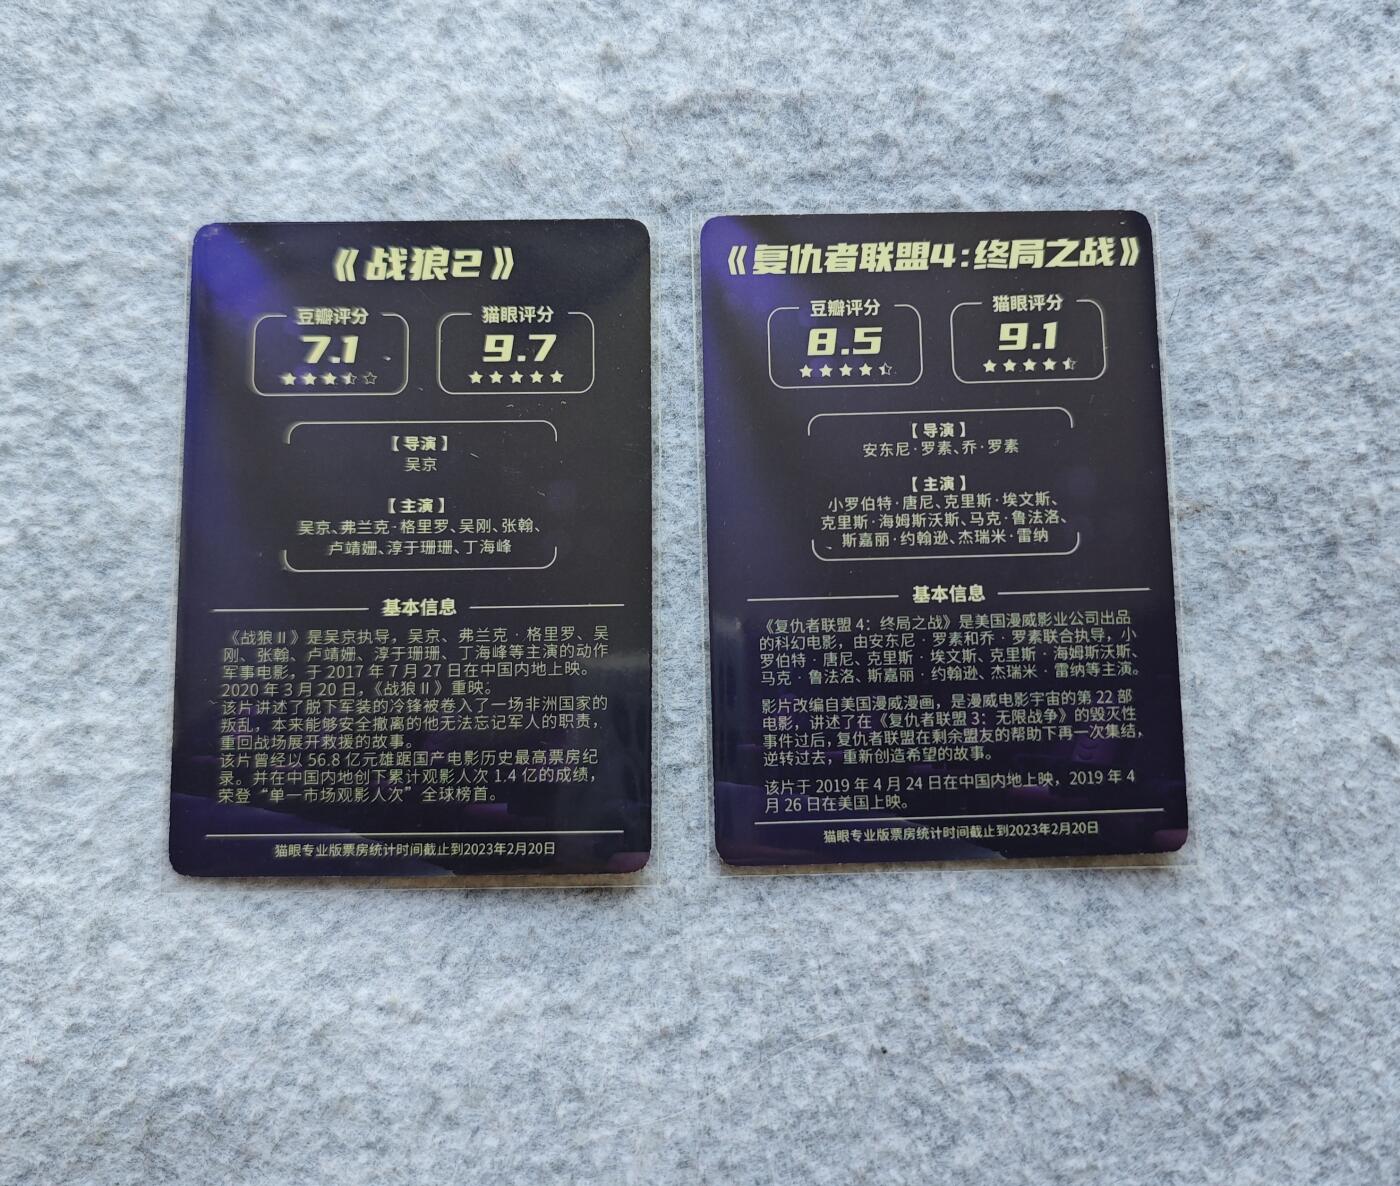 《战狼2》
豆瓣评分
7.1
猫眼评分
9.7
【导演】
吴京
【主演】
吴京、弗兰克·格里罗、吴刚、张翰、
卢靖姗、淳于珊珊、丁海峰
基本信息
《战狼II》是吴京执导，吴京、弗兰克·格里罗、吴
刚、张翰、卢靖姗、淳于珊珊、丁海峰等主演的动作
军事电影，于2017年7月27日在中国内地上映。
2020年3月20日，《战狼II》重映。
该片讲述了脱下军装的冷锋被卷入了一场非洲国家的
叛乱，本来能够安全撤离的他无法忘记军人的职责，
重回战场展开救援的故事。
该片曾经以56.8亿元雄踞国产电影历史最高票房纪
录。并在中国内地创下累计观影人次1.4亿的成绩，
荣登“单一市场观影人次”全球榜首。
猫眼专业版票房统计时间截止到2023年2月20日
《复仇者联盟4:终局之战》
豆瓣评分
8.5
猫眼评分
9.1
【导演】
安东尼·罗素、乔·罗素
【主演】
小罗伯特·唐尼、克里斯·埃文斯、
克里斯·海姆斯沃斯、马克·鲁法洛、
斯嘉丽·约翰逊、杰瑞米·雷纳
基本信息
《复仇者联盟4：终局之战》是美国漫威影业公司出品
的科幻电影，由安东尼·罗素和乔·罗素联合执导，小
罗伯特·唐尼、克里斯·埃文斯、克里斯·海姆斯沃斯、
马克·鲁法洛、斯嘉丽·约翰逊、杰瑞米·雷纳等主演。
影片改编自美国漫威漫画，是漫威电影宇宙的第22部
电影，讲述了在《复仇者联盟3：无限战争》的毁灭性
事件过后，复仇者联盟在剩余盟友的帮助下再一次集结，
逆转过去，重新创造希望的故事。
该片于2019年4月24日在中国内地上映，2019年4
月26日在美国上映。
猫眼专业版票房统计时间截止到2023年2月20日